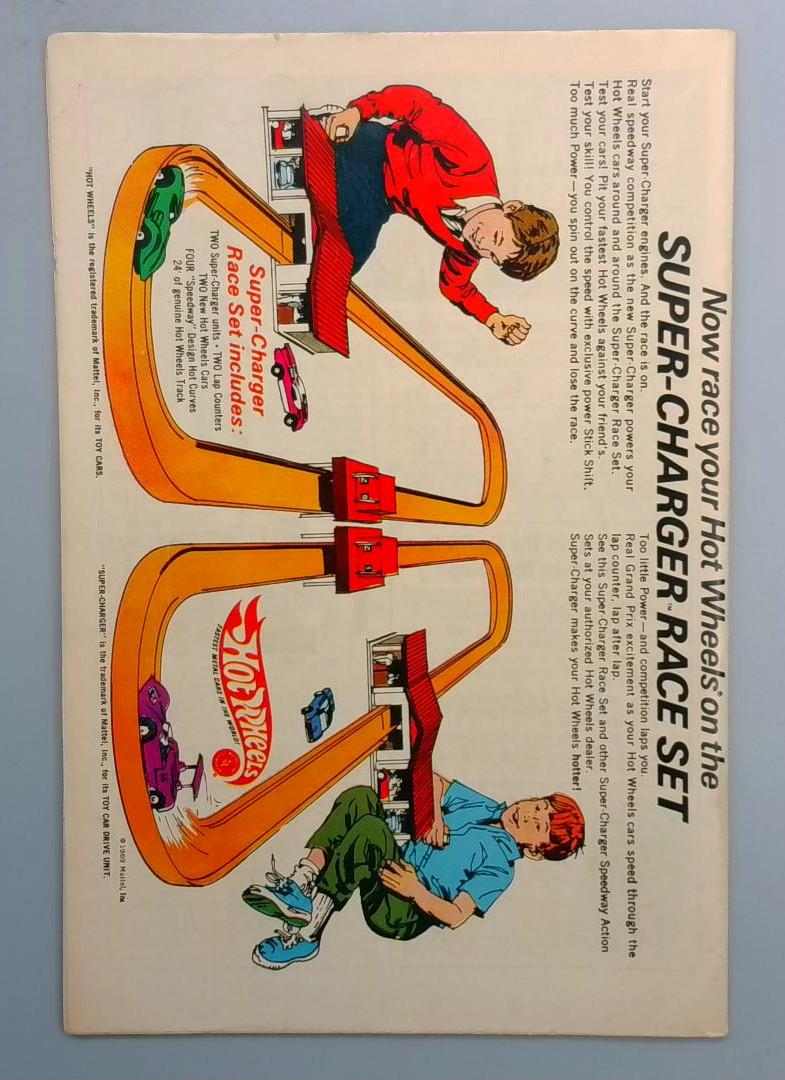 Now race your Hot Wheels® on the
SUPER-CHARGER™ RACE SET
Start your Super-Charger engines. And the race is on.
Real speedway competition as the new Super-Charger powers your
Hot Wheels cars around and around the Super-Charger Race Set.
Test your cars! Pit your fastest Hot Wheels against your friend's.
Test your skill! You control the speed with exclusive power Stick Shift.
Too much Power—you spin out on the curve and lose the race.
Too little Power—and competition laps you.
Real Grand Prix excitement as your Hot Wheels cars speed through the
lap counter, lap after lap.
See this Super-Charger Race Set and other Super-Charger Speedway Action
Sets at your authorized Hot Wheels dealer.
Super-Charger makes your Hot Wheels hotter!
Super-Charger
Race Set includes:
TWO Super-Charger units • TWO Lap Counters
TWO New Hot Wheels Cars
FOUR "Speedway" Design Hot Curves
24' of genuine Hot Wheels Track
HOT WHEELS
FASTEST METAL CARS IN THE WORLD!
© 1969 Mattel, Inc.
"HOT WHEELS" is the registered trademark of Mattel, Inc., for its TOY CARS.
"SUPER-CHARGER" is the trademark of Mattel, Inc., for its TOY CAR DRIVE UNIT.